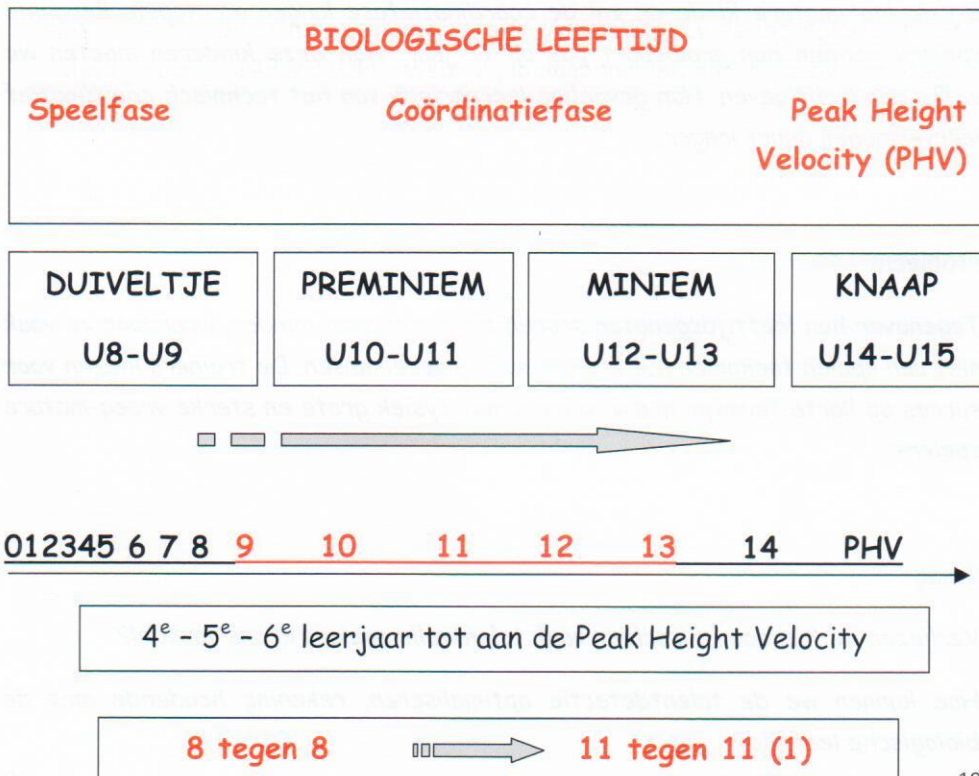 BIOLOGISCHE LEEFTIJD
Speelfase Coördinatiefase Peak Height
Velocity (PHV)
DUIVELTJE PREMINIEM MINIEM KNAAP
U8-U9 U10-U11 U12-U13 U14-U15
012345 6 7 8 9 10 11 12 13 14 PHV
4e - 5e - 6e leerjaar tot aan de Peak Height Velocity
8 tegen 8 11 tegen 11 (1)